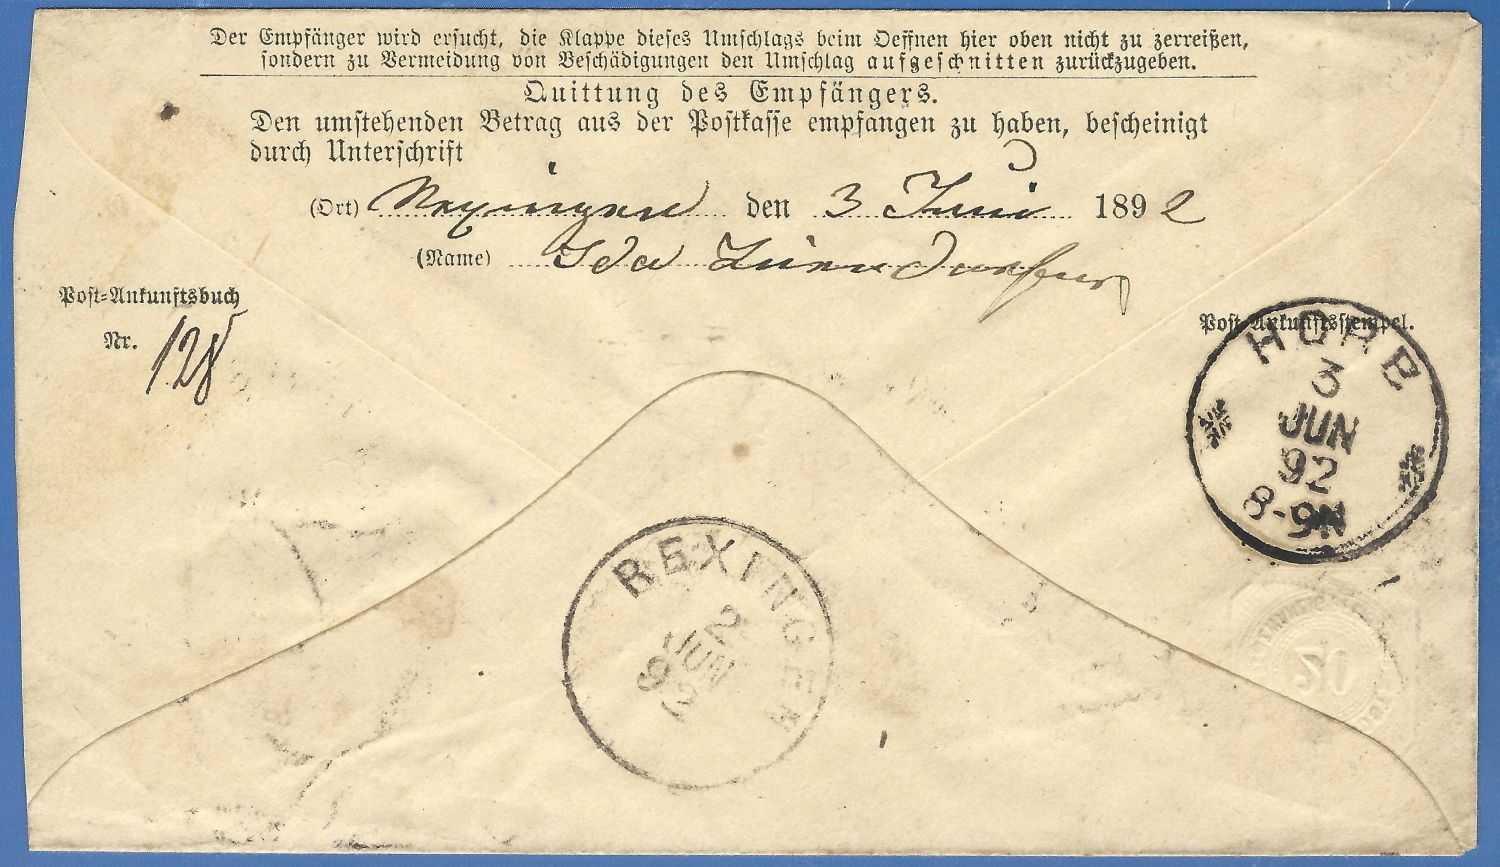 Der Empfänger wird ersucht, die Klappe dieses Umschlags beim Oeffnen hier oben nicht zu zerreißen,
sondern zu Vermeidung von Beschädigungen den Umschlag aufgeschnitten zurückzugeben.
Quittung des Empfängers.
Den umstehenden Betrag aus der Postkasse empfangen zu haben, bescheinigt
durch Unterschrift
(Ort) Rexingen den 3 Juni 1892
(Name) Ida
Post-Ankunftsbuch
Nr. 128
Post-Ankunftsstempel.
HORB
3
JUN
92
8-9N
REXINGEN
2
JUN
92
20